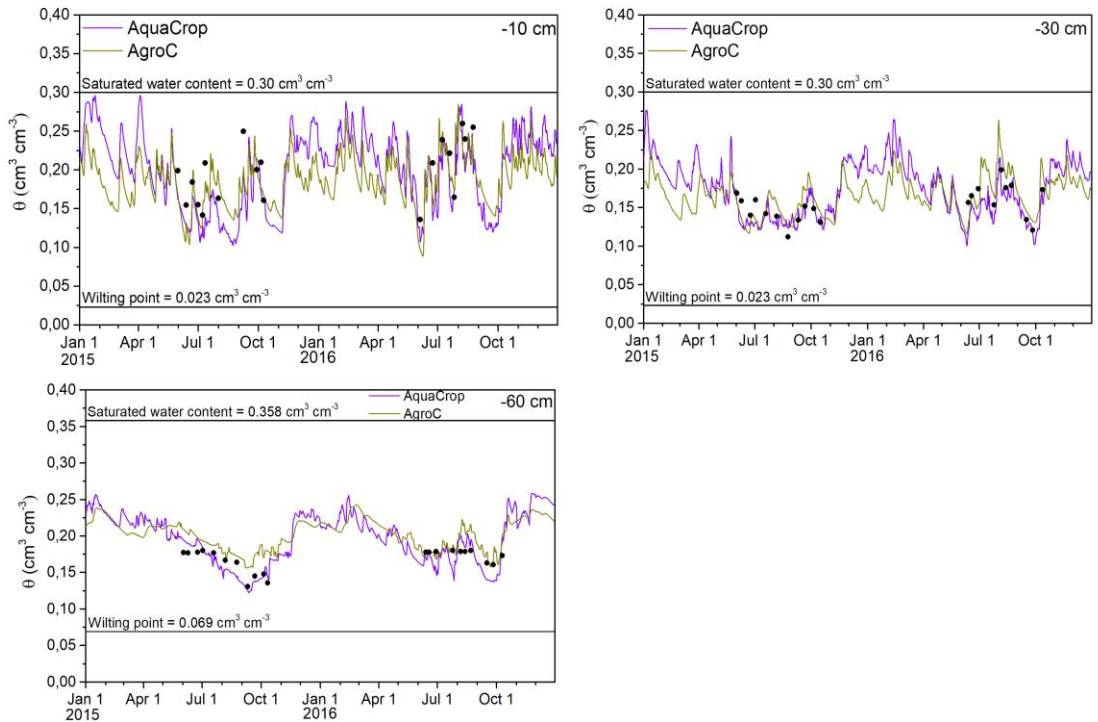 0,40
AquaCrop
-10 cm
0,35
AgroC
Saturated water content = 0.30 cm³ cm⁻³
0,30
0,25
0,20
0,15
0,10
0,05
Wilting point = 0.023 cm³ cm⁻³
0,00
θ (cm³ cm⁻³)
Jan 1 Apr 1 Jul 1 Oct 1 Jan 1 Apr 1 Jul 1 Oct 1
2015 2016
0,40
AquaCrop
-30 cm
0,35
AgroC
Saturated water content = 0.30 cm³ cm⁻³
0,30
0,25
0,20
0,15
0,10
0,05
Wilting point = 0.023 cm³ cm⁻³
0,00
θ (cm³ cm⁻³)
Jan 1 Apr 1 Jul 1 Oct 1 Jan 1 Apr 1 Jul 1 Oct 1
2015 2016
0,40
AquaCrop
-60 cm
Saturated water content = 0.358 cm³ cm⁻³
AgroC
0,35
0,30
0,25
0,20
0,15
0,10
Wilting point = 0.069 cm³ cm⁻³
0,05
0,00
θ (cm³ cm⁻³)
Jan 1 Apr 1 Jul 1 Oct 1 Jan 1 Apr 1 Jul 1 Oct 1
2015 2016